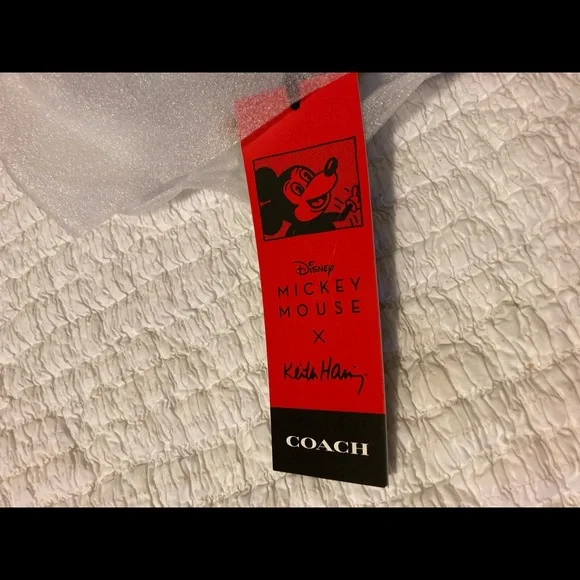 Disney
MICKEY
MOUSE
X
Keith Haring
COACH